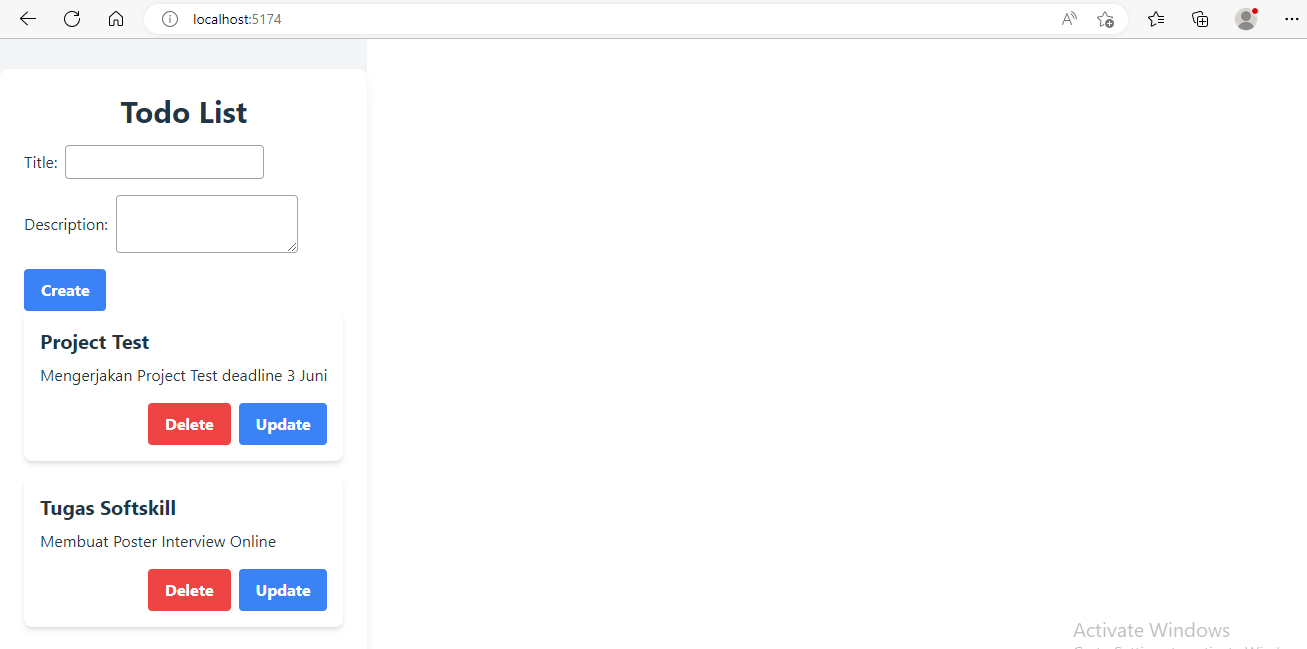 localhost:5174
Todo List
Title:
Description:
Create
Project Test
Mengerjakan Project Test deadline 3 Juni
Delete Update
Tugas Softskill
Membuat Poster Interview Online
Delete Update
Activate Windows